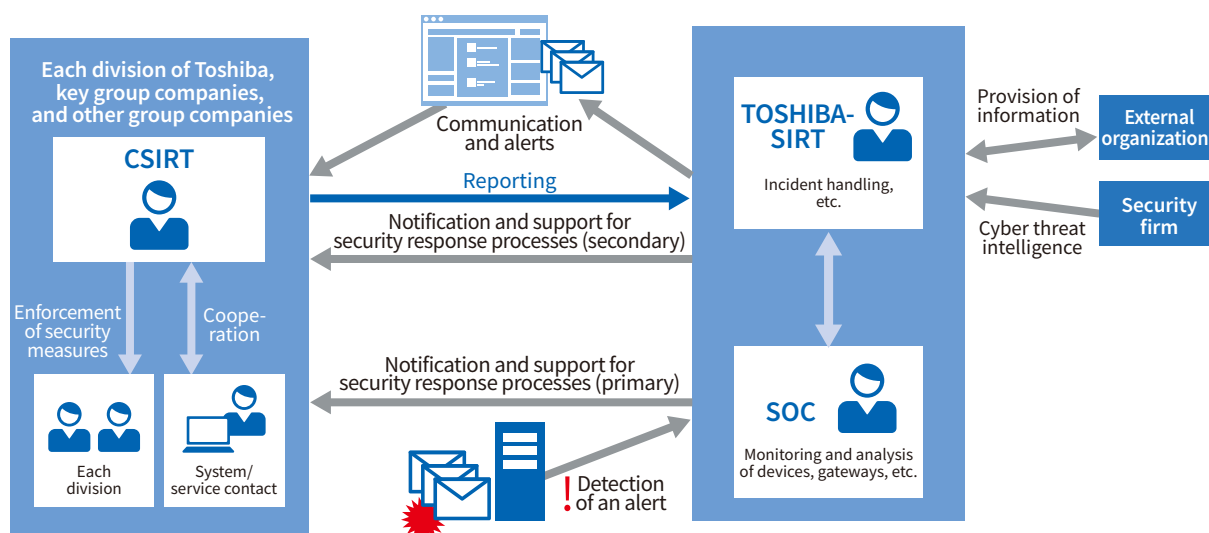 Each division of Toshiba,
key group companies,
and other group companies
CSIRT
Enforcement
of security
measures
Coope-
ration
Each
division
System/
service contact
Communication
and alerts
Reporting
Notification and support for
security response processes (secondary)
Notification and support for
security response processes (primary)
!
Detection
of an alert
TOSHIBA-
SIRT
Incident handling,
etc.
SOC
Monitoring and analysis
of devices, gateways, etc.
Provision of
information
External
organization
Security
firm
Cyber threat
intelligence